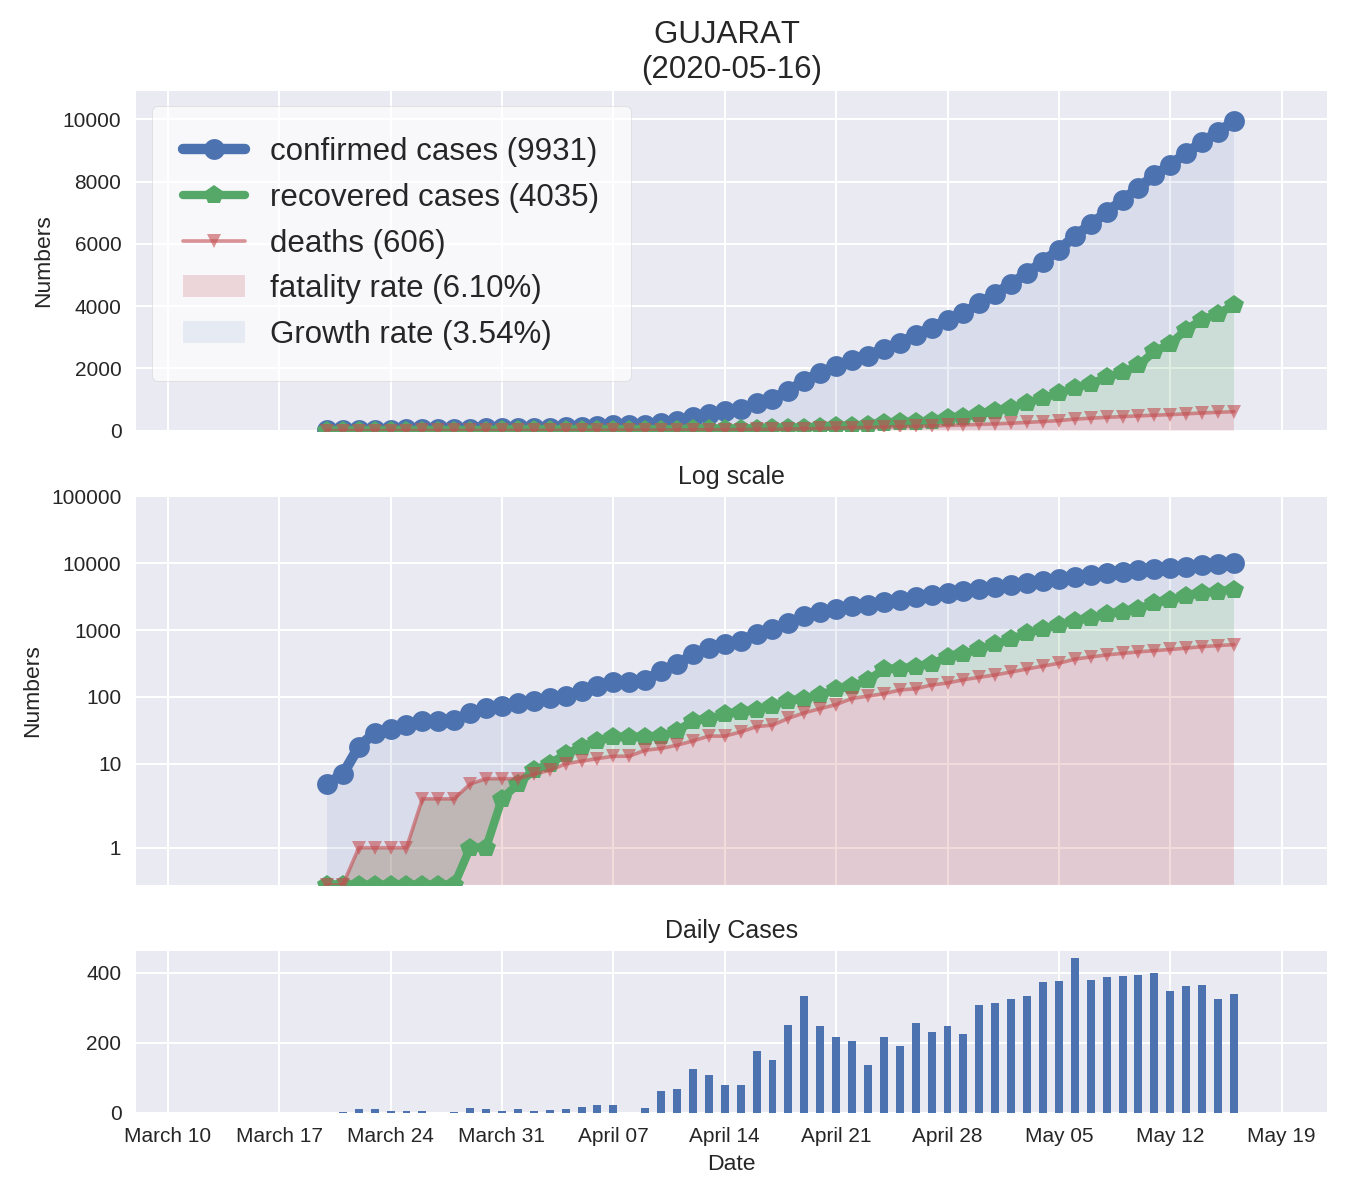 GUJARAT
(2020-05-16)
10000
8000
6000
4000
2000
0
Numbers
confirmed cases (9931)
recovered cases (4035)
deaths (606)
fatality rate (6.10%)
Growth rate (3.54%)
Log scale
100000
10000
1000
100
10
1
Numbers
Daily Cases
400
200
0
March 10 March 17 March 24 March 31 April 07 April 14 April 21 April 28 May 05 May 12 May 19
Date